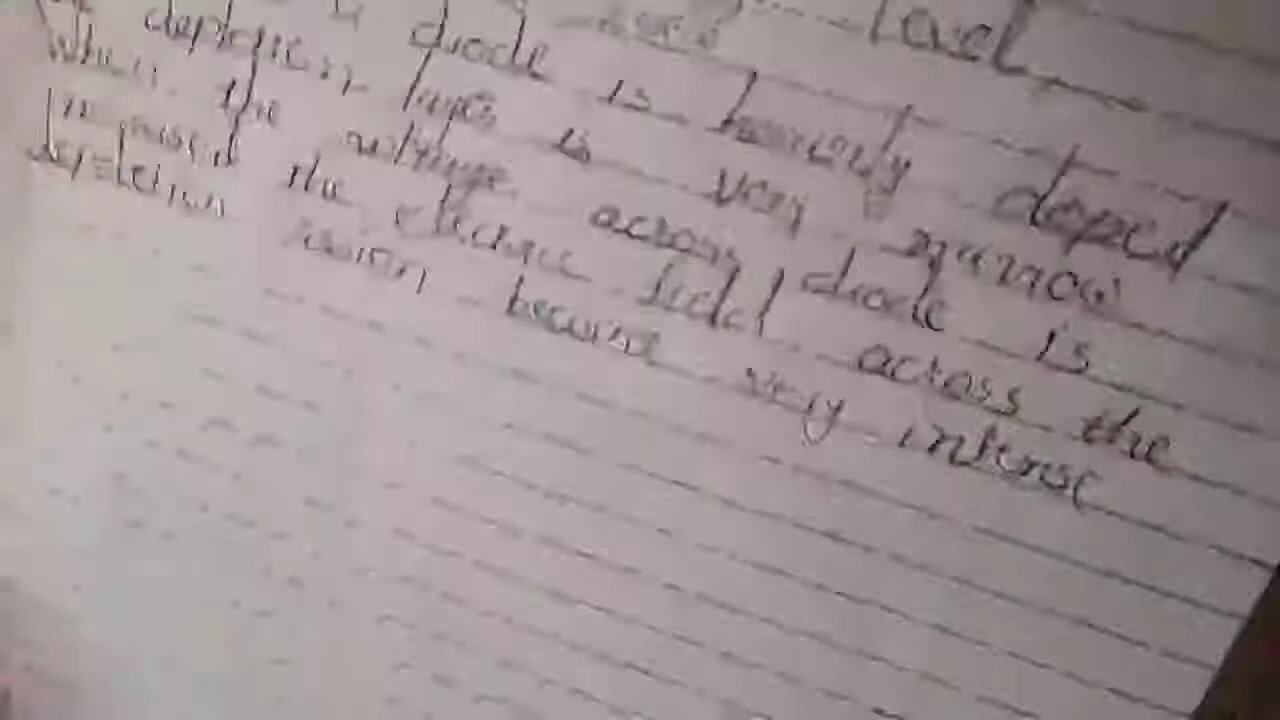 level
diode is heavily doped
depletion layer is very narrow
When the voltage across diode is
increased the electric field across the
depletion region become very intense